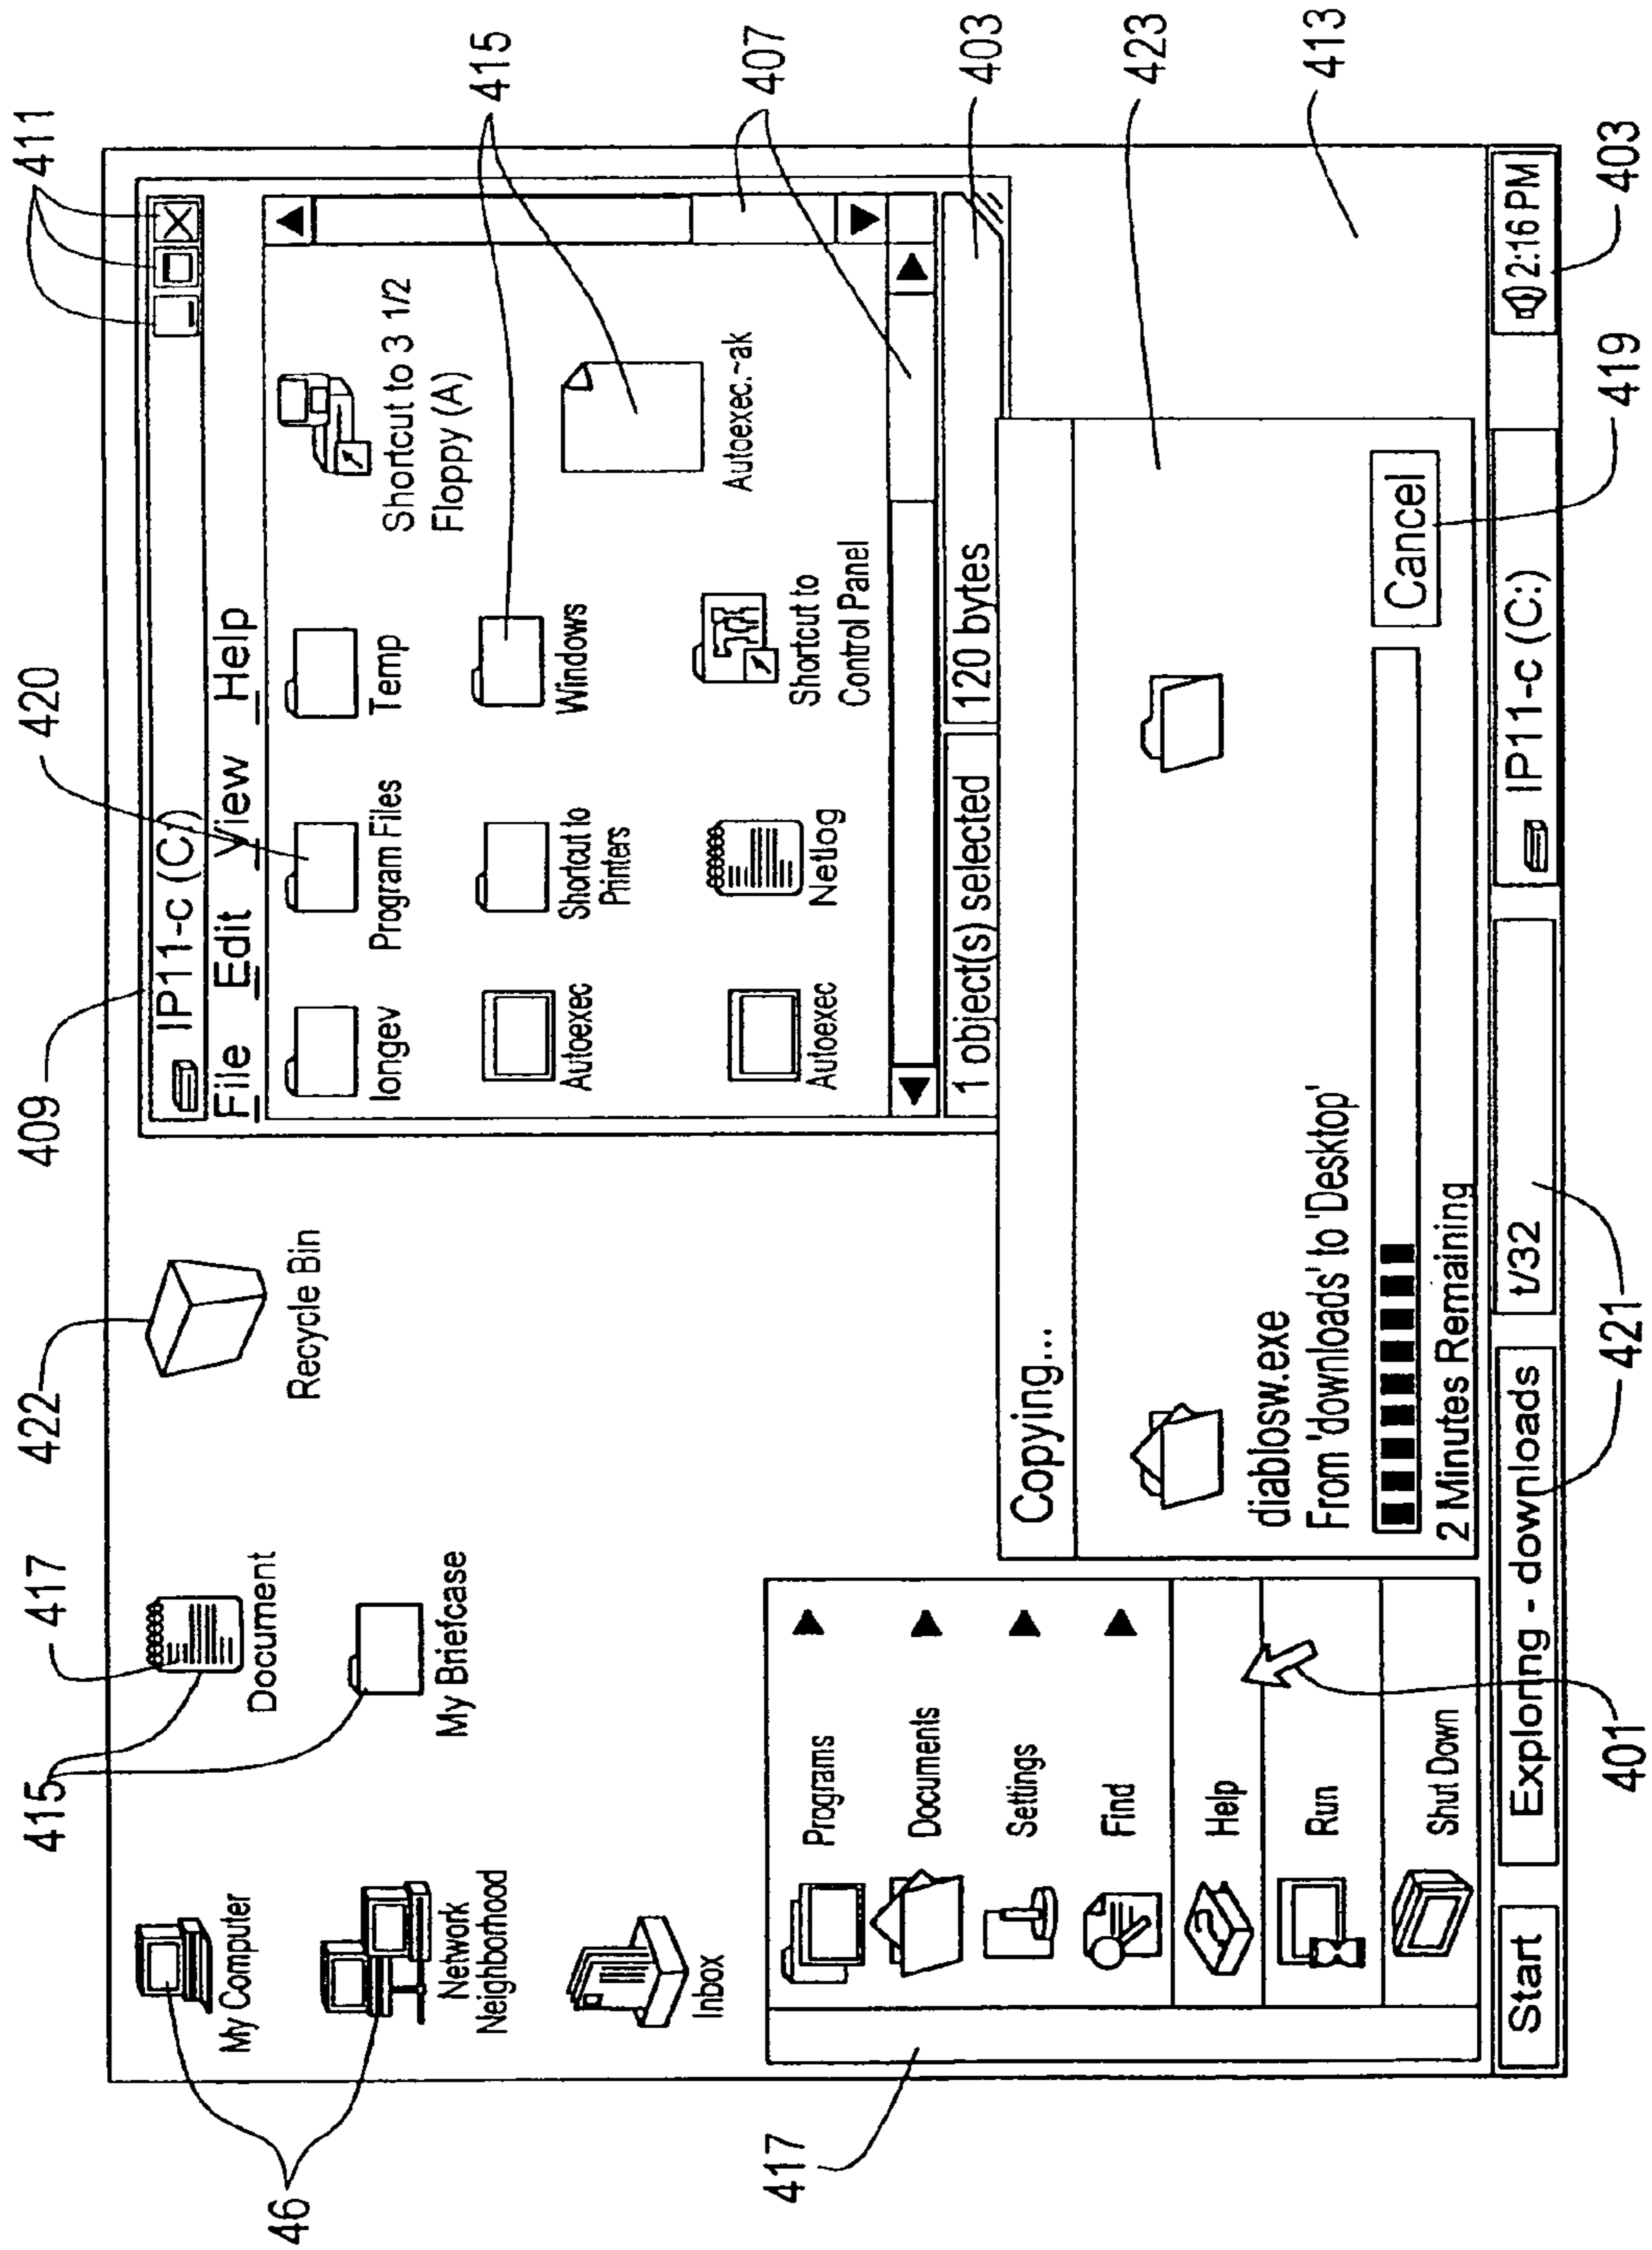 409
420
411
415
407
403
423
413
403
419
421
401
417
46
415
417
422
My Computer
Network
Neighborhood
Inbox
Document
My Briefcase
Recycle Bin
IP11-c (C:)
File Edit View Help
longev
Program Files
Temp
Shortcut to 3 1/2
Floppy (A)
Autoexec
Shortcut to
Printers
Windows
Autoexec.~ak
Autoexec
Netlog
Shortcut to
Control Panel
1 object(s) selected
120 bytes
Programs
Documents
Settings
Find
Help
Run
Shut Down
Copying...
diablosw.exe
From 'downloads' to 'Desktop'
2 Minutes Remaining
Cancel
Start
Exploring - downloads
t/32
IP11-c (C:)
2:16 PM